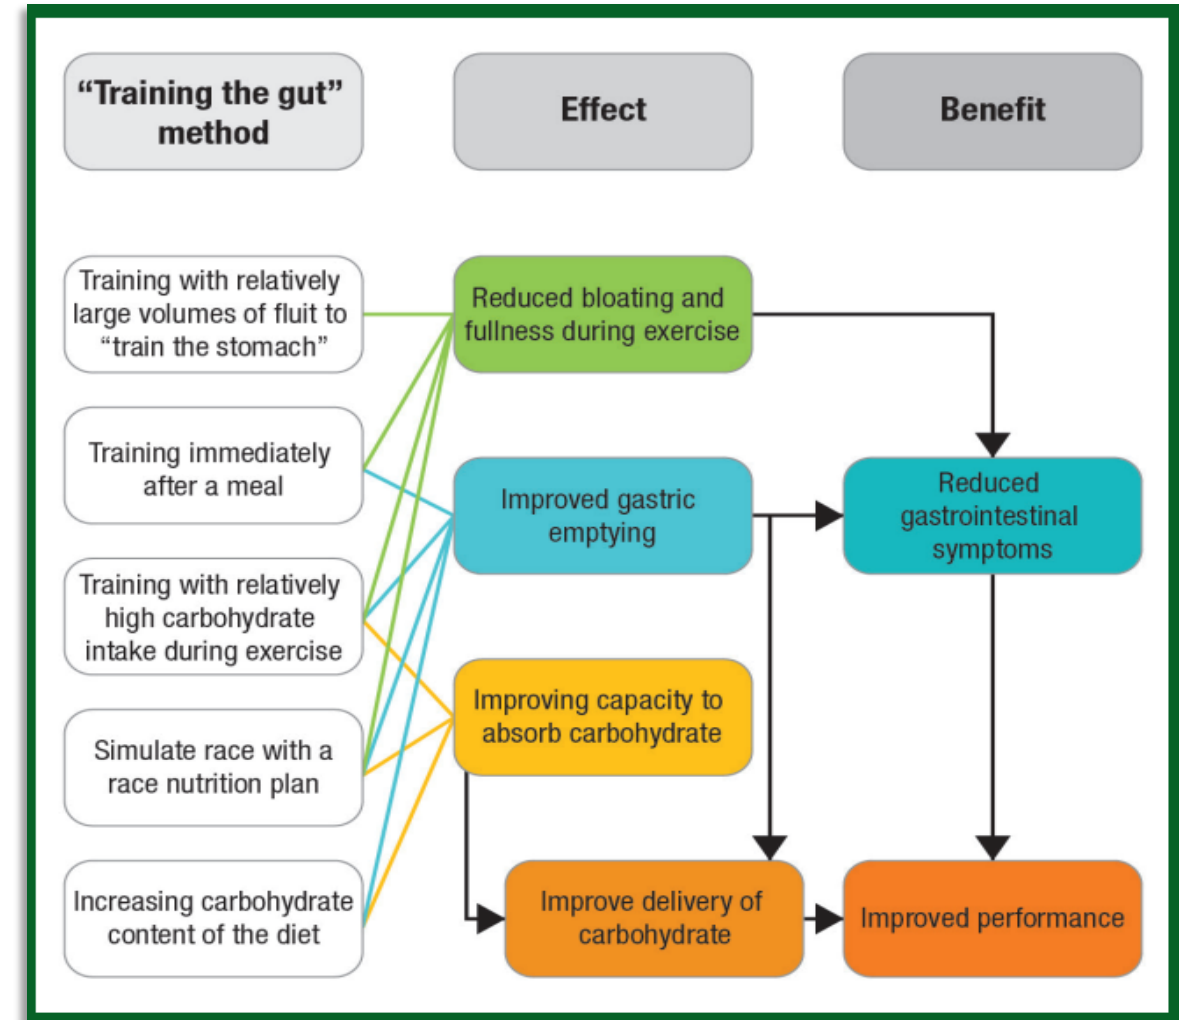 “Training the gut”
method
Effect
Benefit
Training with relatively
large volumes of fluit to
“train the stomach”
Reduced bloating and
fullness during exercise
Training immediately
after a meal
Improved gastric
emptying
Reduced
gastrointestinal
symptoms
Training with relatively
high carbohydrate
intake during exercise
Improving capacity to
absorb carbohydrate
Simulate race with a
race nutrition plan
Increasing carbohydrate
content of the diet
Improve delivery of
carbohydrate
Improved performance